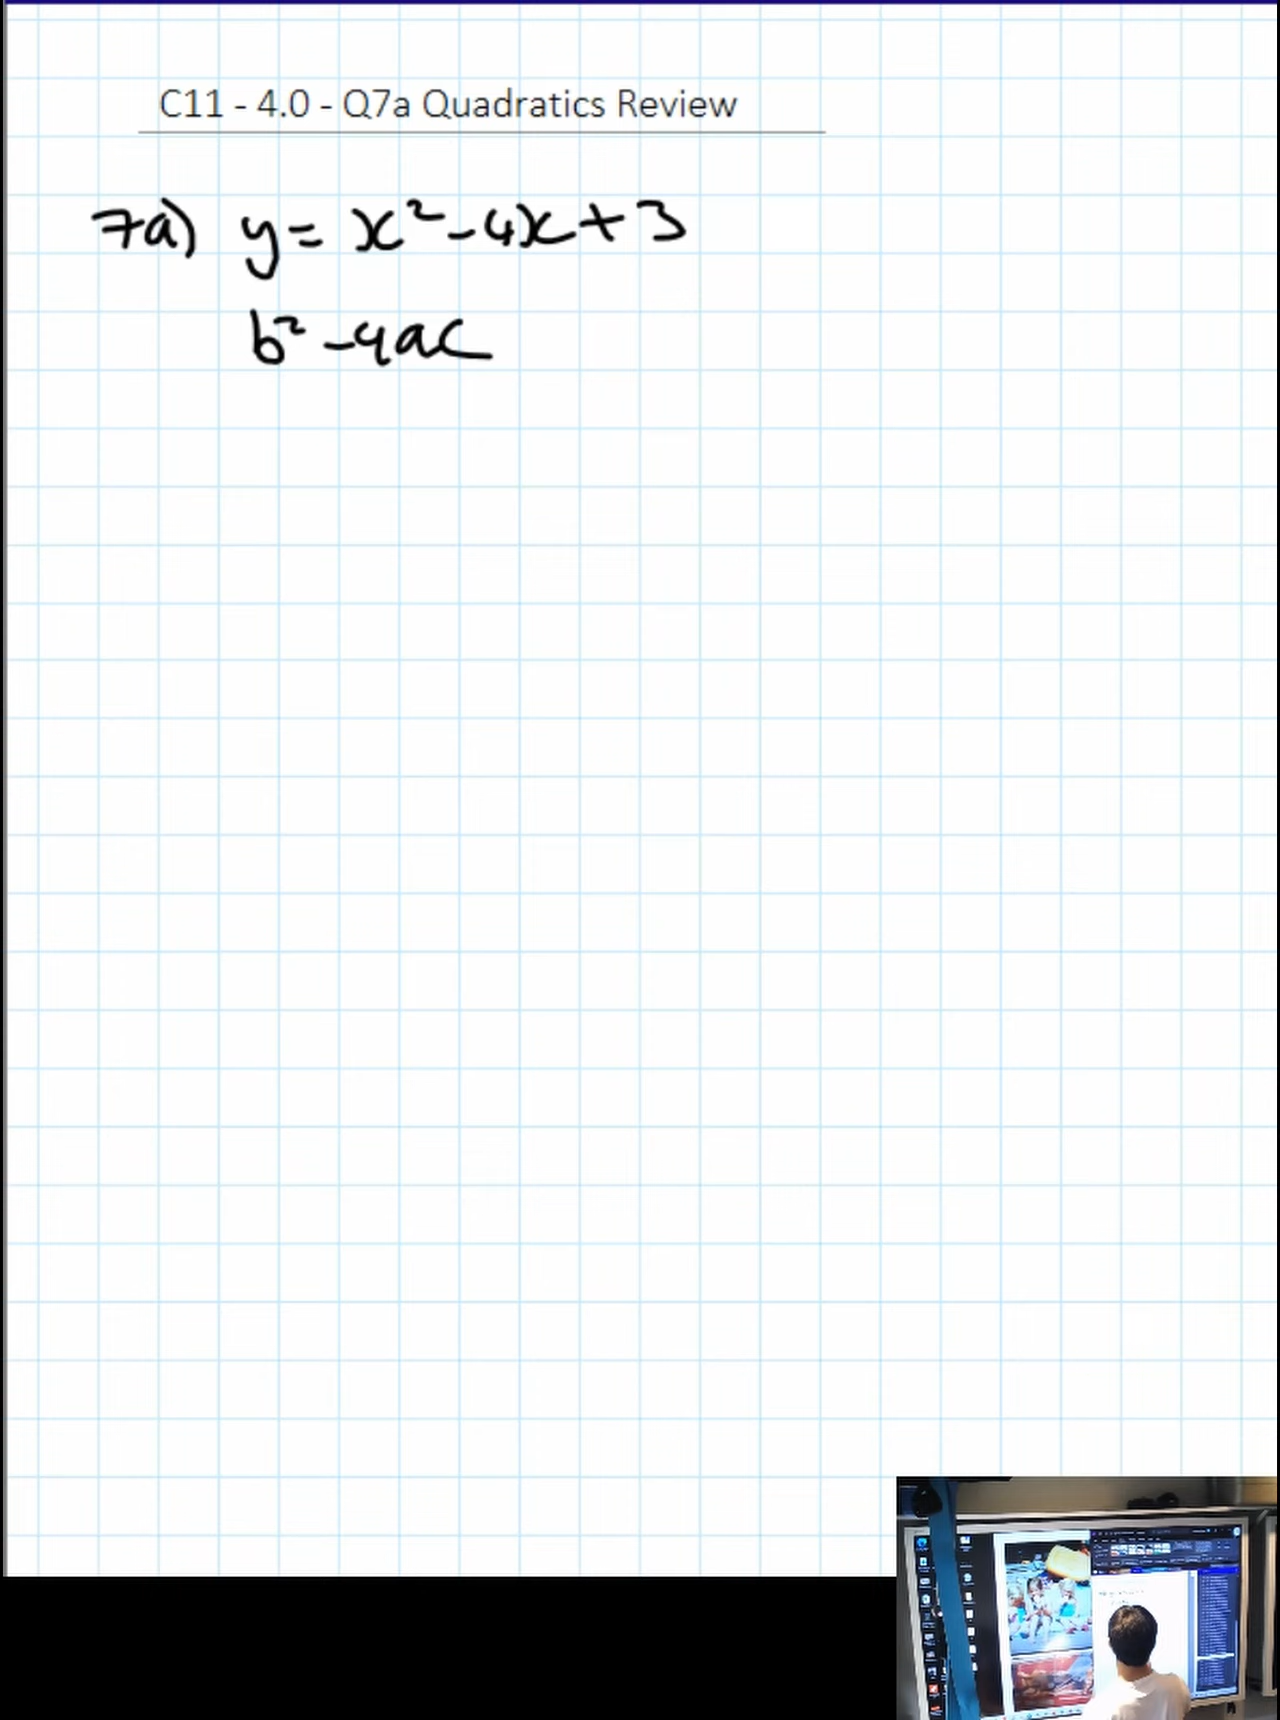 C11 - 4.0 - Q7a Quadratics Review
7a) y = x² - 4x + 3
b² - 4ac